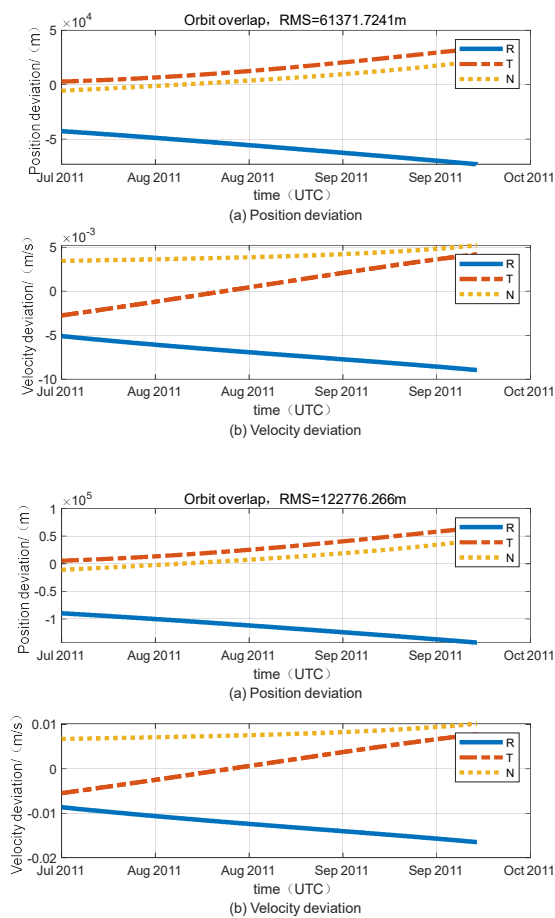 Orbit overlap，RMS=61371.7241m
×10^4
Position deviation/（m）
5
0
-5
R
T
N
Jul 2011 Aug 2011 Aug 2011 Sep 2011 Sep 2011 Oct 2011
time（UTC）
(a) Position deviation
×10^-3
Velocity deviation/（m/s）
5
0
-5
-10
R
T
N
Jul 2011 Aug 2011 Aug 2011 Sep 2011 Sep 2011 Oct 2011
time（UTC）
(b) Velocity deviation
Orbit overlap，RMS=122776.266m
×10^5
Position deviation/（m）
1
0.5
0
-0.5
-1
R
T
N
Jul 2011 Aug 2011 Aug 2011 Sep 2011 Sep 2011 Oct 2011
time（UTC）
(a) Position deviation
Velocity deviation/（m/s）
0.01
0
-0.01
-0.02
R
T
N
Jul 2011 Aug 2011 Aug 2011 Sep 2011 Sep 2011 Oct 2011
time（UTC）
(b) Velocity deviation